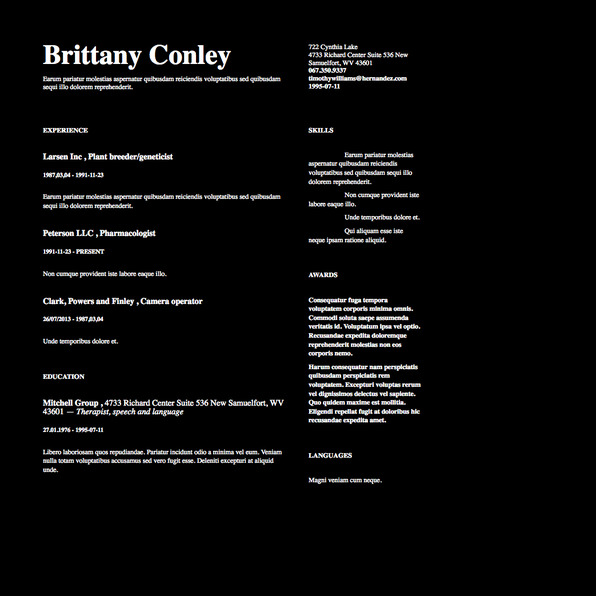 Brittany Conley
Earum pariatur molestias aspernatur quibusdam reiciendis voluptatibus sed quibusdam
sequi illo dolorem reprehenderit.
EXPERIENCE
Larsen Inc , Plant breeder/geneticist
1987,03,04 - 1991-11-23
Earum pariatur molestias aspernatur quibusdam reiciendis voluptatibus sed quibusdam
sequi illo dolorem reprehenderit.
Peterson LLC , Pharmacologist
1991-11-23 - PRESENT
Non cumque provident iste labore eaque illo.
Clark, Powers and Finley , Camera operator
26/07/2013 - 1987,03,04
Unde temporibus dolore et.
EDUCATION
Mitchell Group , 4733 Richard Center Suite 536 New Samuelfort, WV
43601 — Therapist, speech and language
27.01.1976 - 1995-07-11
Libero laboriosam quos repudiandae. Pariatur incidunt odio a minima vel eum. Veniam
nulla totam voluptatibus accusamus sed vero fugit esse. Deleniti excepturi at aliquid
unde.
722 Cynthia Lake
4733 Richard Center Suite 536 New
Samuelfort, WV 43601
067.350.9337
timothywilliams@hernandez.com
1995-07-11
SKILLS
Earum pariatur molestias
aspernatur quibusdam reiciendis
voluptatibus sed quibusdam sequi illo
dolorem reprehenderit.
Non cumque provident iste
labore eaque illo.
Unde temporibus dolore et.
Qui aliquam esse iste
neque ipsam ratione aliquid.
AWARDS
Consequatur fuga tempora
voluptatem corporis minima omnis.
Commodi soluta saepe assumenda
veritatis id. Voluptatum ipsa vel optio.
Recusandae expedita doloremque
reprehenderit molestias non eos
corporis nemo.
Harum consequatur nam perspiciatis
quibusdam perspiciatis rem
voluptatem. Excepturi voluptas rerum
vel dignissimos delectus vel sapiente.
Quo quidem maxime est mollitia.
Eligendi repellat fugit at doloribus hic
recusandae expedita amet.
LANGUAGES
Magni veniam cum neque.